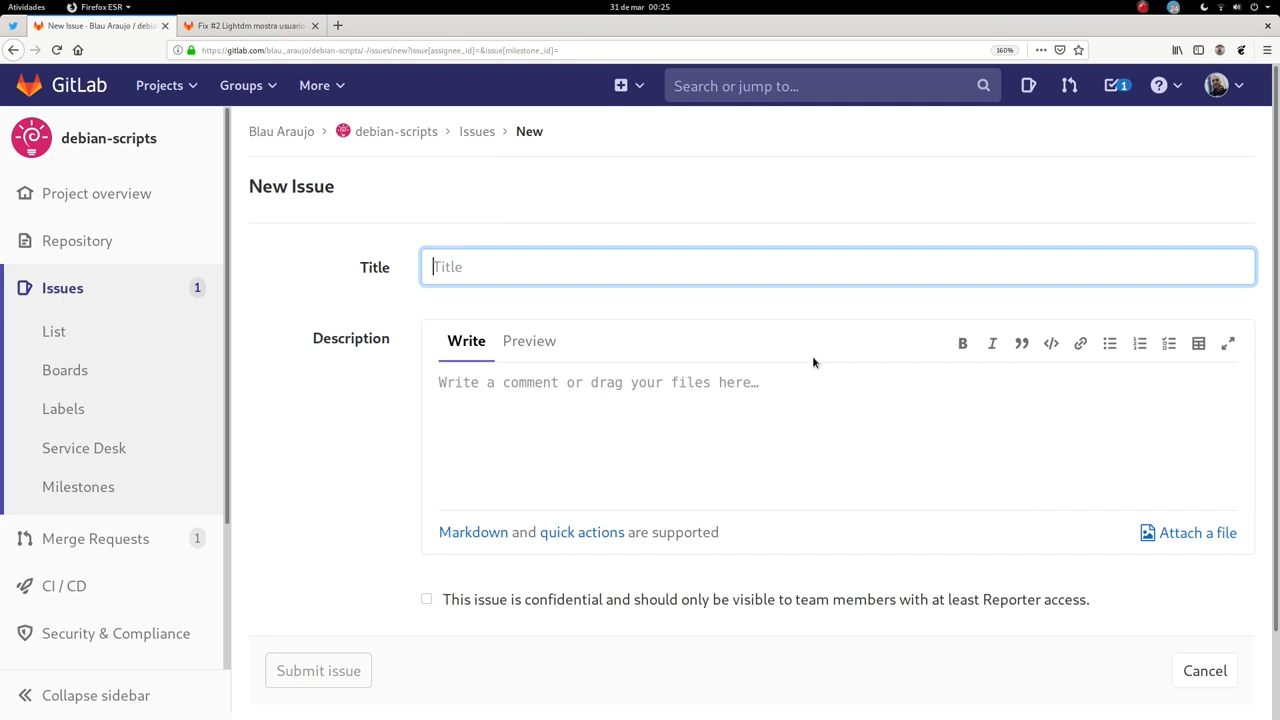 Atividades
Firefox ESR
31 de mar 00:25
New Issue · Blau Araujo / debia
Fix #2 Lightdm mostra usuario
https://gitlab.com/blau_araujo/debian-scripts/-/issues/new?issue[assignee_id]=&issue[milestone_id]=
160%
GitLab
Projects
Groups
More
Search or jump to...
1
debian-scripts
Project overview
Repository
Issues
1
List
Boards
Labels
Service Desk
Milestones
Merge Requests
1
CI / CD
Security & Compliance
Collapse sidebar
Blau Araujo
debian-scripts
Issues
New
New Issue
Title
Title
Description
Write
Preview
Write a comment or drag your files here…
Markdown and quick actions are supported
Attach a file
This issue is confidential and should only be visible to team members with at least Reporter access.
Submit issue
Cancel